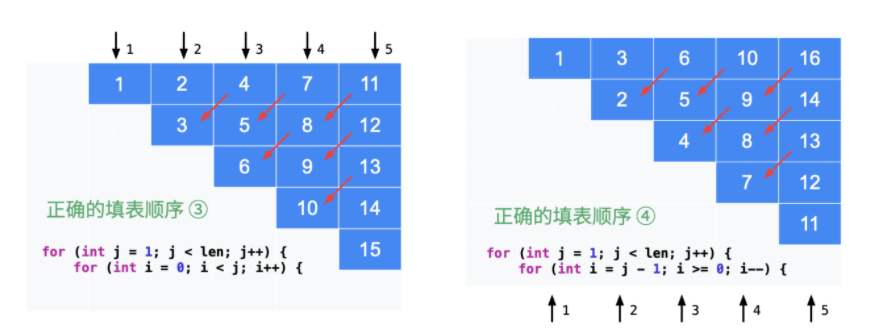 1 2 3 4 5
1 2 4 7 11
3 5 8 12
6 9 13
10 14
15
正确的填表顺序 ③
for (int j = 1; j < len; j++) {
for (int i = 0; i < j; i++) {
1 3 6 10 16
2 5 9 14
4 8 13
7 12
11
正确的填表顺序 ④
for (int j = 1; j < len; j++) {
for (int i = j - 1; i >= 0; i--) {
1 2 3 4 5